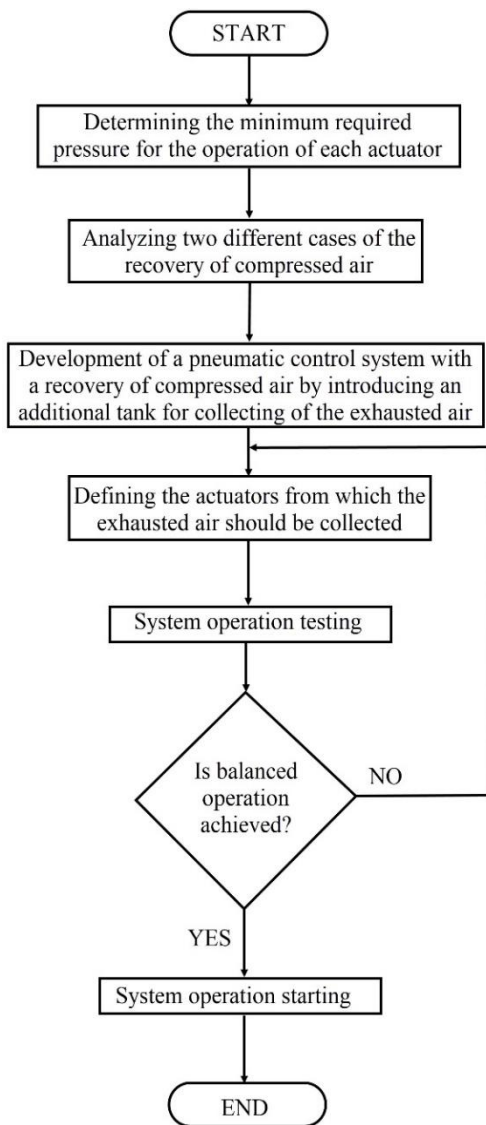 START
Determining the minimum required
pressure for the operation of each actuator
Analyzing two different cases of the
recovery of compressed air
Development of a pneumatic control system with
a recovery of compressed air by introducing an
additional tank for collecting of the exhausted air
Defining the actuators from which the
exhausted air should be collected
System operation testing
Is balanced
operation
achieved?
NO
YES
System operation starting
END